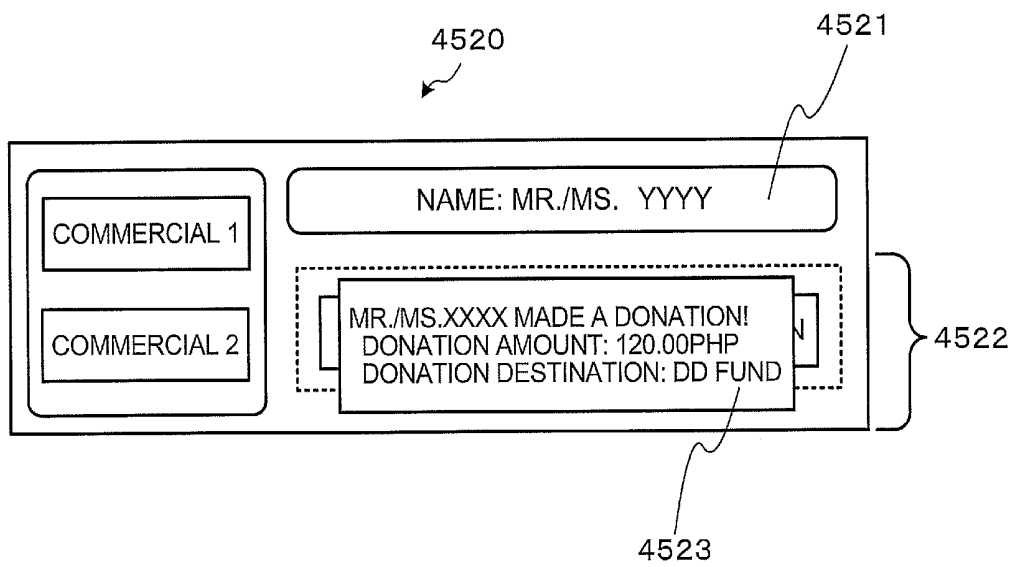 4520
4521
NAME: MR./MS. YYYY
COMMERCIAL 1
COMMERCIAL 2
MR./MS.XXXX MADE A DONATION!
DONATION AMOUNT: 120.00PHP
DONATION DESTINATION: DD FUND
N
4522
4523